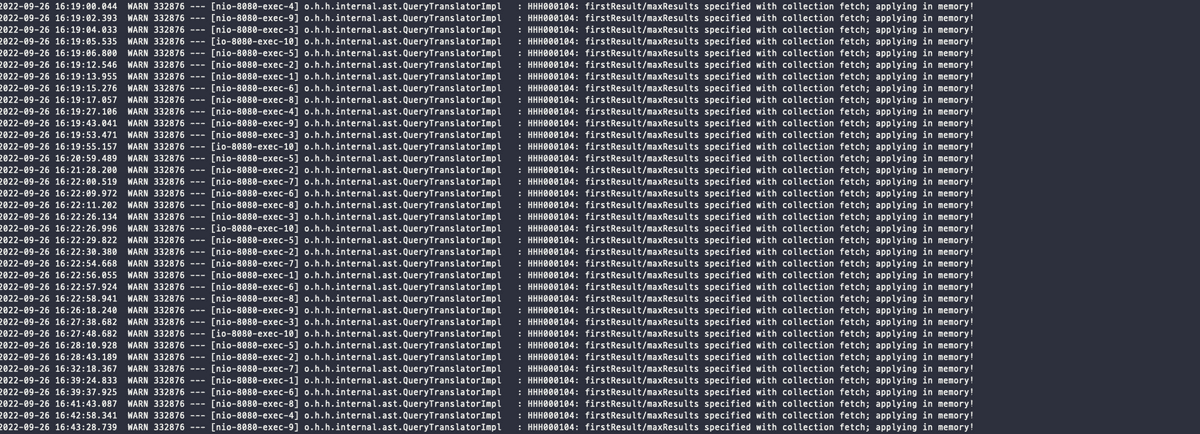 2022-09-26 16:19:00.044  WARN 332876 --- [nio-8080-exec-4] o.h.h.internal.ast.QueryTranslatorImpl   : HHH000104: firstResult/maxResults specified with collection fetch; applying in memory!
2022-09-26 16:19:02.393  WARN 332876 --- [nio-8080-exec-9] o.h.h.internal.ast.QueryTranslatorImpl   : HHH000104: firstResult/maxResults specified with collection fetch; applying in memory!
2022-09-26 16:19:04.033  WARN 332876 --- [nio-8080-exec-3] o.h.h.internal.ast.QueryTranslatorImpl   : HHH000104: firstResult/maxResults specified with collection fetch; applying in memory!
2022-09-26 16:19:05.535  WARN 332876 --- [io-8080-exec-10] o.h.h.internal.ast.QueryTranslatorImpl   : HHH000104: firstResult/maxResults specified with collection fetch; applying in memory!
2022-09-26 16:19:06.800  WARN 332876 --- [nio-8080-exec-5] o.h.h.internal.ast.QueryTranslatorImpl   : HHH000104: firstResult/maxResults specified with collection fetch; applying in memory!
2022-09-26 16:19:12.546  WARN 332876 --- [nio-8080-exec-2] o.h.h.internal.ast.QueryTranslatorImpl   : HHH000104: firstResult/maxResults specified with collection fetch; applying in memory!
2022-09-26 16:19:13.955  WARN 332876 --- [nio-8080-exec-1] o.h.h.internal.ast.QueryTranslatorImpl   : HHH000104: firstResult/maxResults specified with collection fetch; applying in memory!
2022-09-26 16:19:15.276  WARN 332876 --- [nio-8080-exec-6] o.h.h.internal.ast.QueryTranslatorImpl   : HHH000104: firstResult/maxResults specified with collection fetch; applying in memory!
2022-09-26 16:19:17.057  WARN 332876 --- [nio-8080-exec-8] o.h.h.internal.ast.QueryTranslatorImpl   : HHH000104: firstResult/maxResults specified with collection fetch; applying in memory!
2022-09-26 16:19:27.106  WARN 332876 --- [nio-8080-exec-4] o.h.h.internal.ast.QueryTranslatorImpl   : HHH000104: firstResult/maxResults specified with collection fetch; applying in memory!
2022-09-26 16:19:43.041  WARN 332876 --- [nio-8080-exec-9] o.h.h.internal.ast.QueryTranslatorImpl   : HHH000104: firstResult/maxResults specified with collection fetch; applying in memory!
2022-09-26 16:19:53.471  WARN 332876 --- [nio-8080-exec-3] o.h.h.internal.ast.QueryTranslatorImpl   : HHH000104: firstResult/maxResults specified with collection fetch; applying in memory!
2022-09-26 16:19:55.157  WARN 332876 --- [io-8080-exec-10] o.h.h.internal.ast.QueryTranslatorImpl   : HHH000104: firstResult/maxResults specified with collection fetch; applying in memory!
2022-09-26 16:20:59.489  WARN 332876 --- [nio-8080-exec-5] o.h.h.internal.ast.QueryTranslatorImpl   : HHH000104: firstResult/maxResults specified with collection fetch; applying in memory!
2022-09-26 16:21:28.200  WARN 332876 --- [nio-8080-exec-2] o.h.h.internal.ast.QueryTranslatorImpl   : HHH000104: firstResult/maxResults specified with collection fetch; applying in memory!
2022-09-26 16:22:00.519  WARN 332876 --- [nio-8080-exec-7] o.h.h.internal.ast.QueryTranslatorImpl   : HHH000104: firstResult/maxResults specified with collection fetch; applying in memory!
2022-09-26 16:22:09.972  WARN 332876 --- [nio-8080-exec-6] o.h.h.internal.ast.QueryTranslatorImpl   : HHH000104: firstResult/maxResults specified with collection fetch; applying in memory!
2022-09-26 16:22:11.202  WARN 332876 --- [nio-8080-exec-8] o.h.h.internal.ast.QueryTranslatorImpl   : HHH000104: firstResult/maxResults specified with collection fetch; applying in memory!
2022-09-26 16:22:26.134  WARN 332876 --- [nio-8080-exec-3] o.h.h.internal.ast.QueryTranslatorImpl   : HHH000104: firstResult/maxResults specified with collection fetch; applying in memory!
2022-09-26 16:22:26.996  WARN 332876 --- [io-8080-exec-10] o.h.h.internal.ast.QueryTranslatorImpl   : HHH000104: firstResult/maxResults specified with collection fetch; applying in memory!
2022-09-26 16:22:29.822  WARN 332876 --- [nio-8080-exec-5] o.h.h.internal.ast.QueryTranslatorImpl   : HHH000104: firstResult/maxResults specified with collection fetch; applying in memory!
2022-09-26 16:22:30.380  WARN 332876 --- [nio-8080-exec-2] o.h.h.internal.ast.QueryTranslatorImpl   : HHH000104: firstResult/maxResults specified with collection fetch; applying in memory!
2022-09-26 16:22:54.668  WARN 332876 --- [nio-8080-exec-7] o.h.h.internal.ast.QueryTranslatorImpl   : HHH000104: firstResult/maxResults specified with collection fetch; applying in memory!
2022-09-26 16:22:56.055  WARN 332876 --- [nio-8080-exec-1] o.h.h.internal.ast.QueryTranslatorImpl   : HHH000104: firstResult/maxResults specified with collection fetch; applying in memory!
2022-09-26 16:22:57.924  WARN 332876 --- [nio-8080-exec-6] o.h.h.internal.ast.QueryTranslatorImpl   : HHH000104: firstResult/maxResults specified with collection fetch; applying in memory!
2022-09-26 16:22:58.941  WARN 332876 --- [nio-8080-exec-8] o.h.h.internal.ast.QueryTranslatorImpl   : HHH000104: firstResult/maxResults specified with collection fetch; applying in memory!
2022-09-26 16:26:18.240  WARN 332876 --- [nio-8080-exec-9] o.h.h.internal.ast.QueryTranslatorImpl   : HHH000104: firstResult/maxResults specified with collection fetch; applying in memory!
2022-09-26 16:27:38.682  WARN 332876 --- [nio-8080-exec-3] o.h.h.internal.ast.QueryTranslatorImpl   : HHH000104: firstResult/maxResults specified with collection fetch; applying in memory!
2022-09-26 16:27:48.682  WARN 332876 --- [io-8080-exec-10] o.h.h.internal.ast.QueryTranslatorImpl   : HHH000104: firstResult/maxResults specified with collection fetch; applying in memory!
2022-09-26 16:28:10.928  WARN 332876 --- [nio-8080-exec-5] o.h.h.internal.ast.QueryTranslatorImpl   : HHH000104: firstResult/maxResults specified with collection fetch; applying in memory!
2022-09-26 16:28:43.189  WARN 332876 --- [nio-8080-exec-2] o.h.h.internal.ast.QueryTranslatorImpl   : HHH000104: firstResult/maxResults specified with collection fetch; applying in memory!
2022-09-26 16:32:18.367  WARN 332876 --- [nio-8080-exec-7] o.h.h.internal.ast.QueryTranslatorImpl   : HHH000104: firstResult/maxResults specified with collection fetch; applying in memory!
2022-09-26 16:39:24.833  WARN 332876 --- [nio-8080-exec-1] o.h.h.internal.ast.QueryTranslatorImpl   : HHH000104: firstResult/maxResults specified with collection fetch; applying in memory!
2022-09-26 16:39:37.925  WARN 332876 --- [nio-8080-exec-6] o.h.h.internal.ast.QueryTranslatorImpl   : HHH000104: firstResult/maxResults specified with collection fetch; applying in memory!
2022-09-26 16:41:43.087  WARN 332876 --- [nio-8080-exec-8] o.h.h.internal.ast.QueryTranslatorImpl   : HHH000104: firstResult/maxResults specified with collection fetch; applying in memory!
2022-09-26 16:42:58.341  WARN 332876 --- [nio-8080-exec-4] o.h.h.internal.ast.QueryTranslatorImpl   : HHH000104: firstResult/maxResults specified with collection fetch; applying in memory!
2022-09-26 16:43:28.739  WARN 332876 --- [nio-8080-exec-9] o.h.h.internal.ast.QueryTranslatorImpl   : HHH000104: firstResult/maxResults specified with collection fetch; applying in memory!